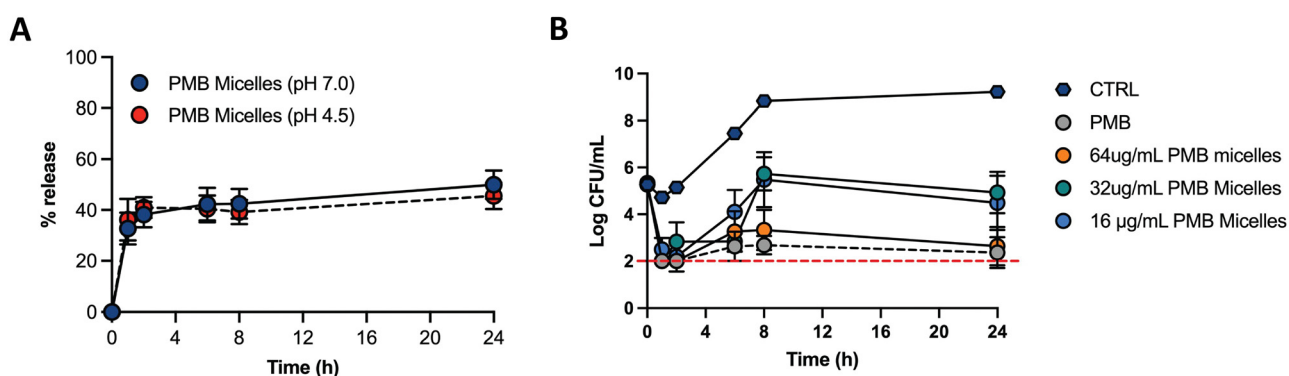 A
100
80
60
40
20
0
% release
PMB Micelles (pH 7.0)
PMB Micelles (pH 4.5)
0 4 8 12 16 20 24
Time (h)
B
10
8
6
4
2
0
Log CFU/mL
0 4 8 12 16 20 24
Time (h)
CTRL
PMB
64ug/mL PMB micelles
32ug/mL PMB Micelles
16 µg/mL PMB Micelles